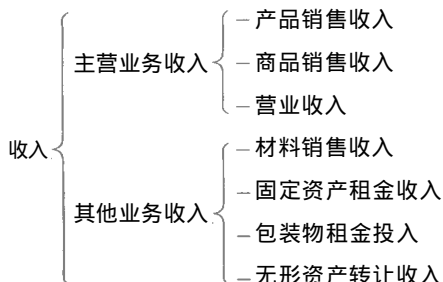 产品销售收入
主营业务收入
商品销售收入
营业收入
收入
材料销售收入
固定资产租金收入
其他业务收入
包装物租金投入
无形资产转让收入